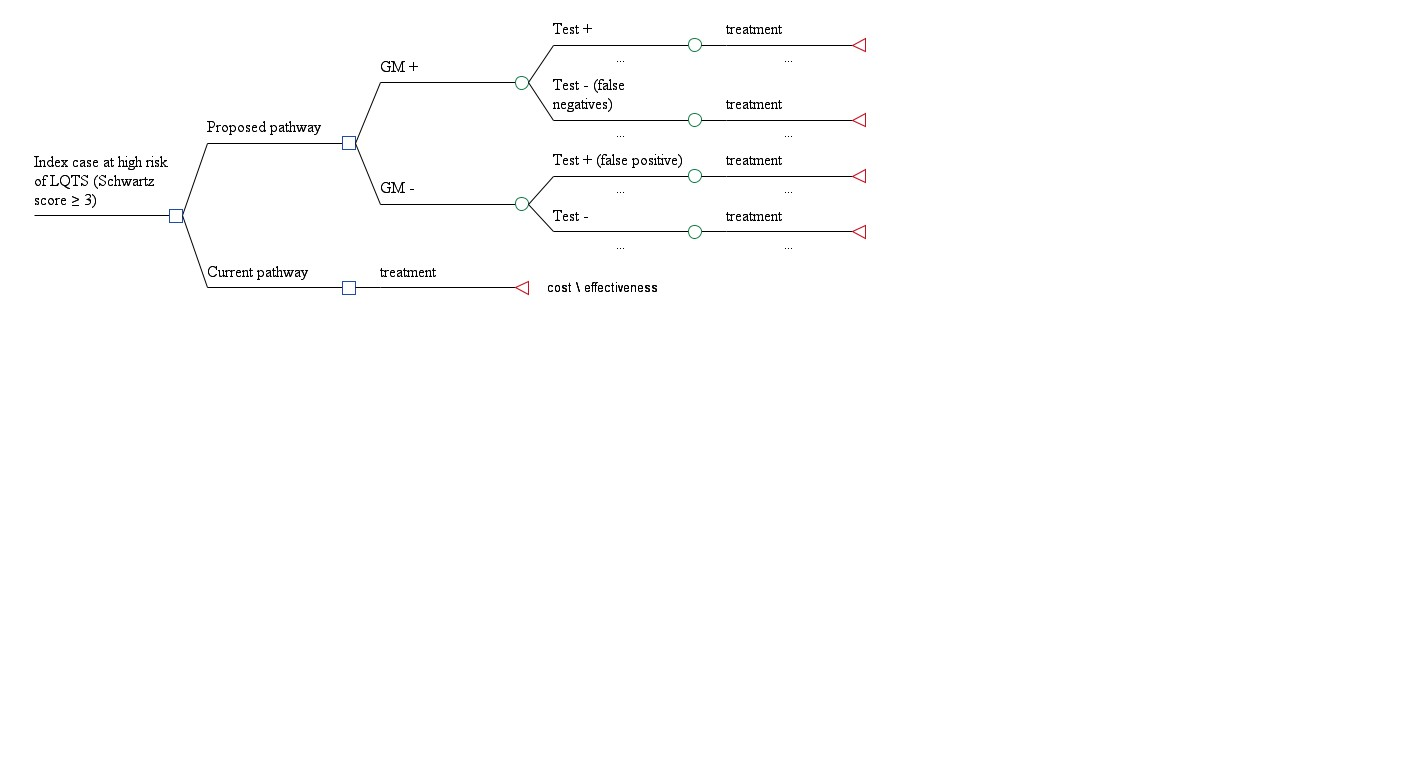 Test +
treatment
...
...
GM +
Test - (false
negatives)
treatment
...
...
Proposed pathway
Index case at high risk
of LQTS (Schwartz
score ≥ 3)
Test + (false positive)
treatment
...
...
GM -
Test -
treatment
...
...
Current pathway
treatment
cost \ effectiveness